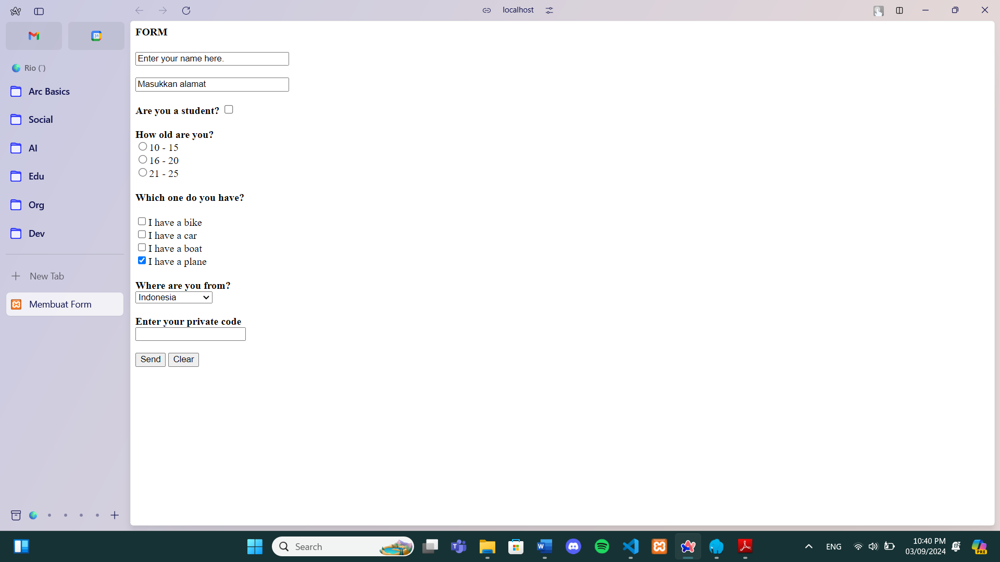 localhost
31
Rio (`)
Arc Basics
Social
AI
Edu
Org
Dev
New Tab
Membuat Form
FORM
Enter your name here.
Masukkan alamat
Are you a student?
How old are you?
10 - 15
16 - 20
21 - 25
Which one do you have?
I have a bike
I have a car
I have a boat
I have a plane
Where are you from?
Indonesia
Enter your private code
Send Clear
Search
ENG
10:40 PM
03/09/2024
PRE